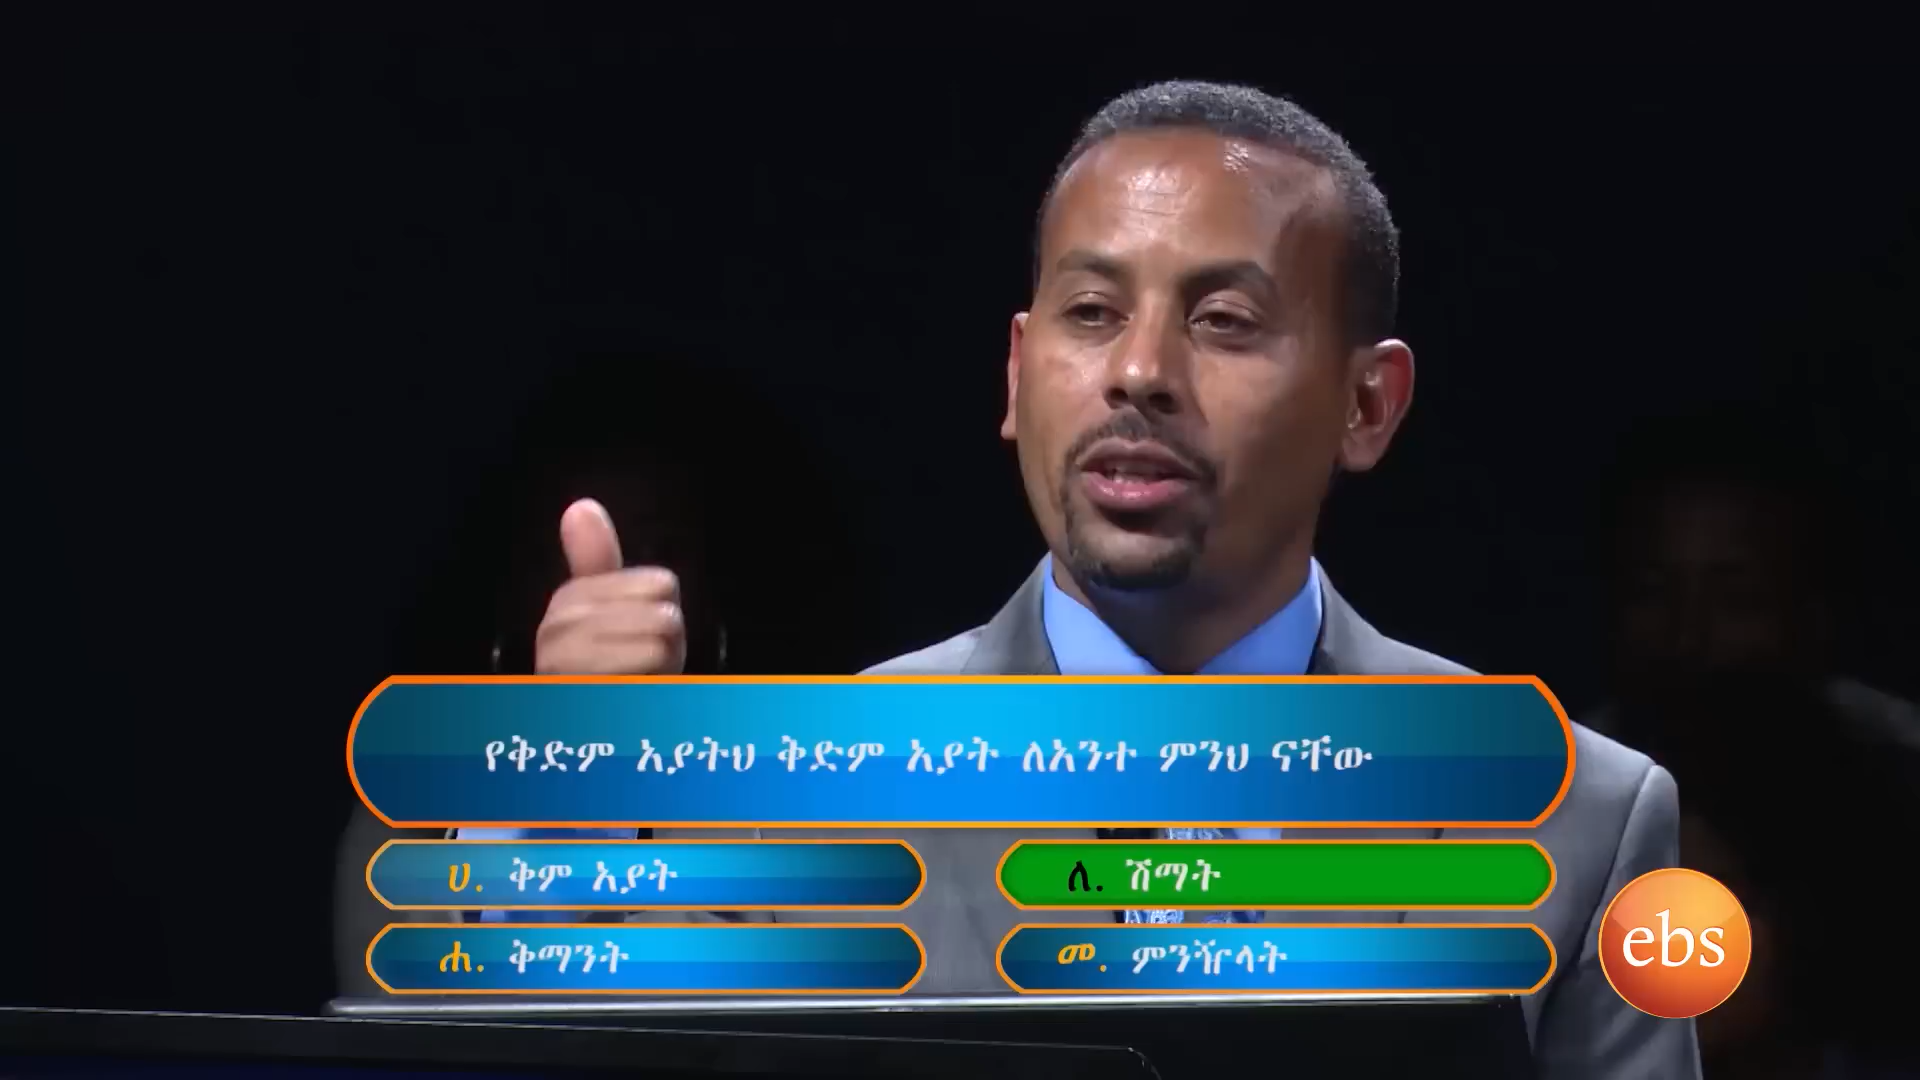 የቅድም አያትህ ቅድም አያት ለአንተ ምንህ ናቸው
ሀ. ቅም አያት
ለ. ሽማት
ሐ. ቅማንት
መ. ምንዥላት
ebs